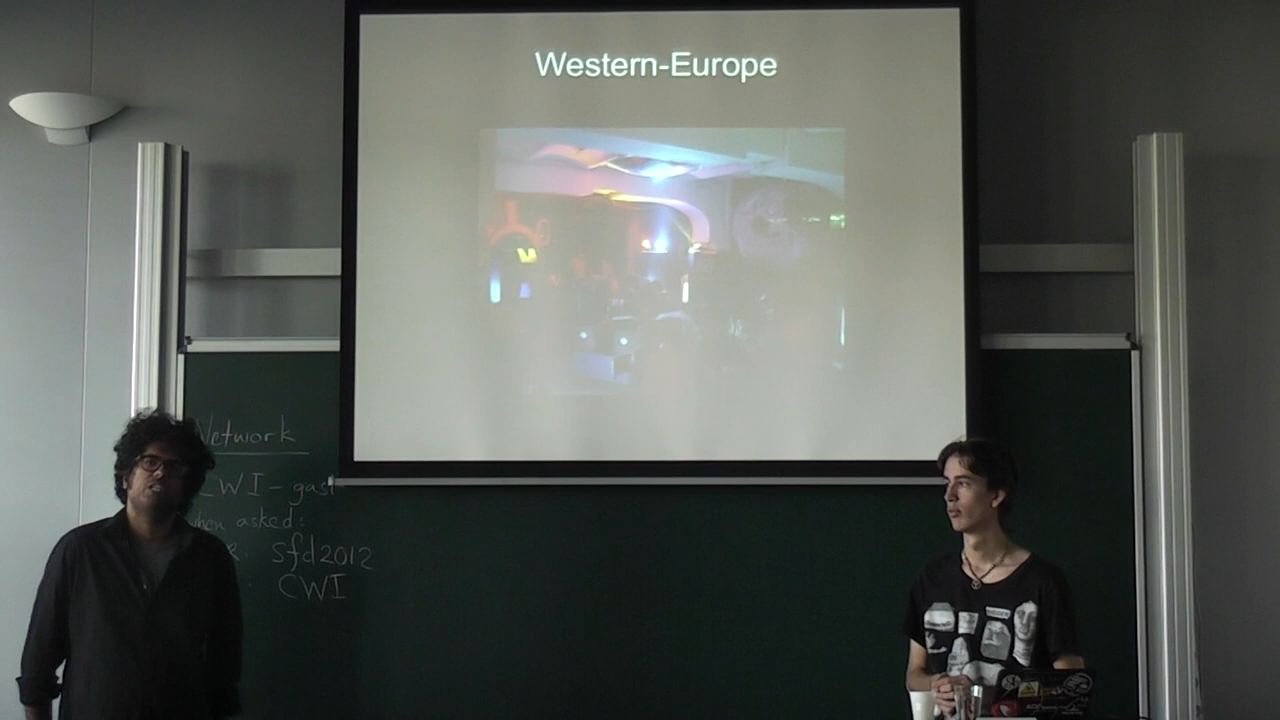 Western-Europe
Network
CWI-gast
when asked:
sfd2012
CWI